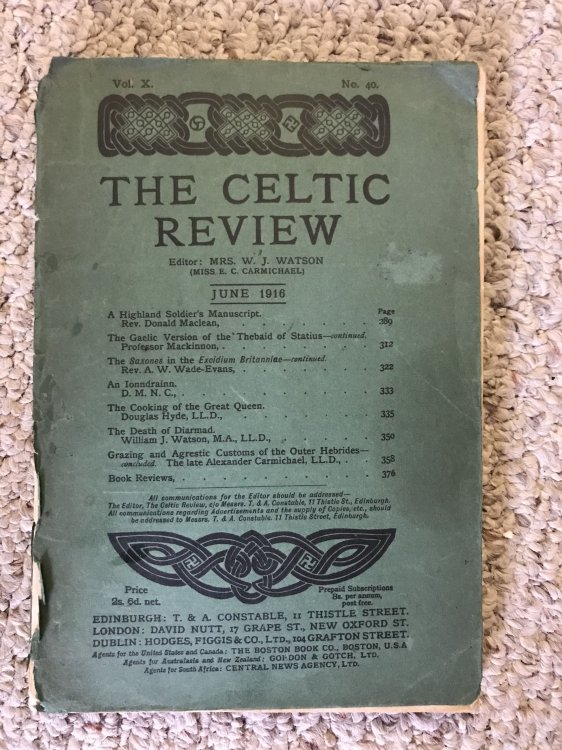 Vol. X.
No. 40.
THE CELTIC
REVIEW
Editor: MRS. W. J. WATSON
(MISS E. C. CARMICHAEL)
JUNE 1916
Page
A Highland Soldier's Manuscript.
Rev. Donald Maclean, . . . . . . . 289
The Gaelic Version of the Thebaid of Statius—continued.
Professor Mackinnon, . . . . . . . 312
The Saxones in the Excidium Britanniae—continued.
Rev. A. W. Wade-Evans, . . . . . . . 322
An Ionndrainn.
D. M. N. C., . . . . . . . 333
The Cooking of the Great Queen.
Douglas Hyde, LL.D., . . . . . . . 335
The Death of Diarmad.
William J. Watson, M.A., LL.D., . . . . . 350
Grazing and Agrestic Customs of the Outer Hebrides—
concluded. The late Alexander Carmichael, LL.D., . . 358
Book Reviews, . . . . . . . 376
All communications for the Editor should be addressed—
The Editor, The Celtic Review, c/o Messrs. T. & A. Constable, 11 Thistle St., Edinburgh.
All communications regarding Advertisements and the supply of Copies, etc., should
be addressed to Messrs. T. & A. Constable, 11 Thistle Street, Edinburgh.
Price
2s. 6d. net.
Prepaid Subscriptions
8s. per annum,
post free.
EDINBURGH: T. & A. CONSTABLE, 11 THISTLE STREET.
LONDON: DAVID NUTT, 17 GRAPE ST., NEW OXFORD ST.
DUBLIN: HODGES, FIGGIS & CO., LTD., 104 GRAFTON STREET.
Agents for the United States and Canada: THE BOSTON BOOK CO., BOSTON, U.S.A
Agents for Australasia and New Zealand: GORDON & GOTCH, LTD.
Agents for South Africa: CENTRAL NEWS AGENCY, LTD.